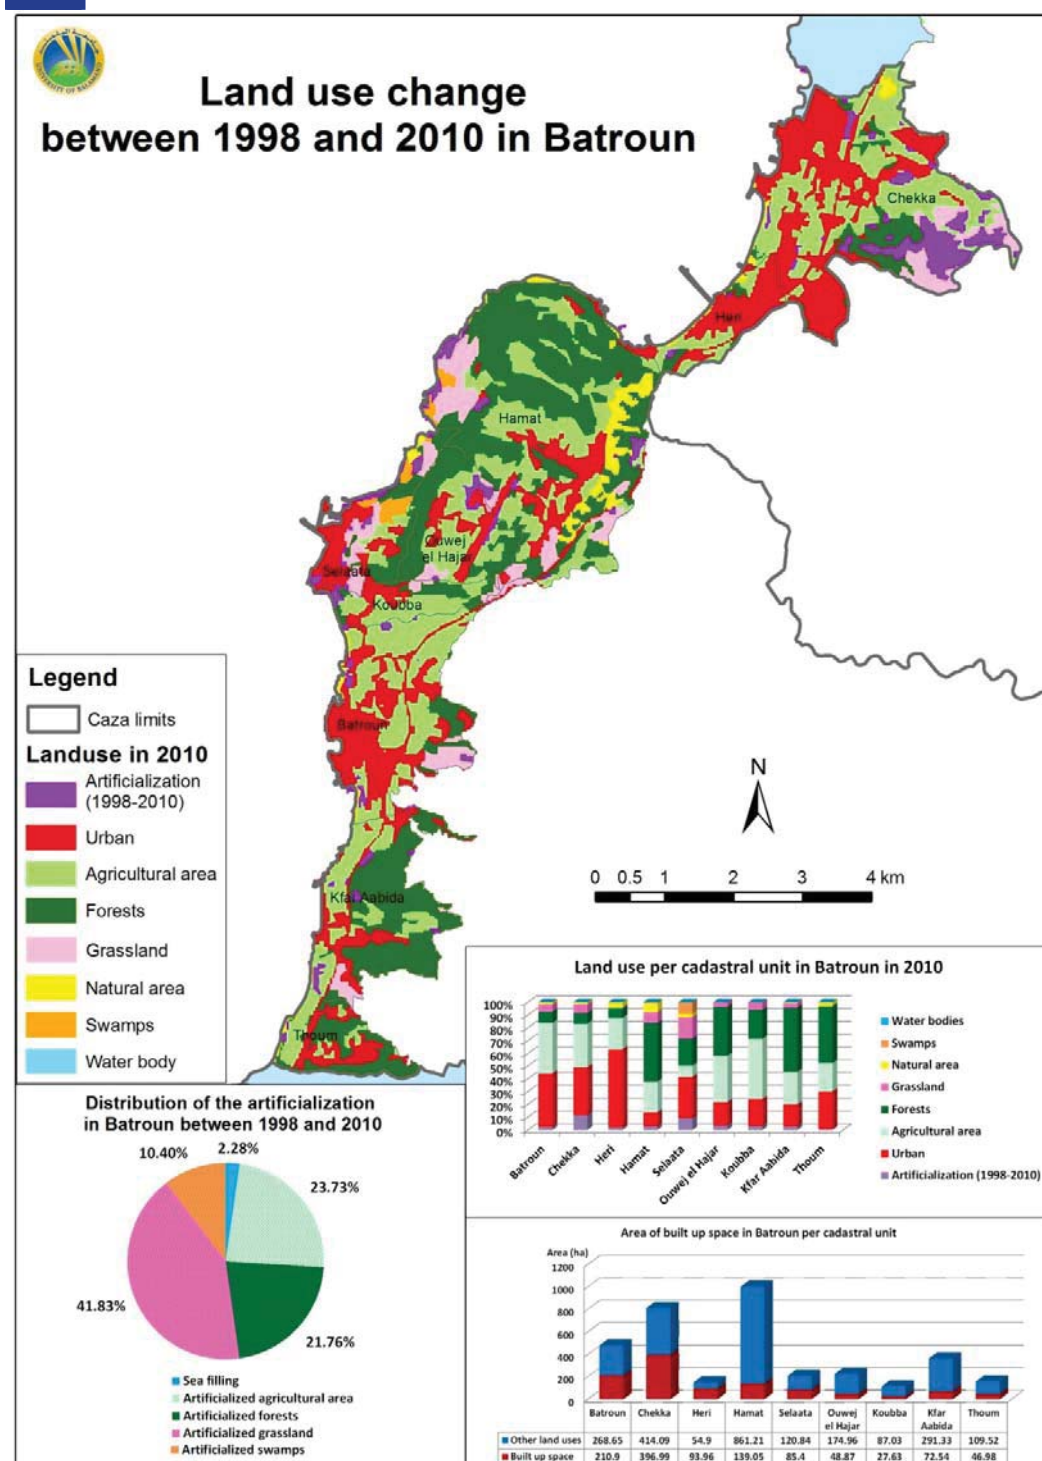 Land use change
between 1998 and 2010 in Batroun
UNIVERSITY OF BALAMAND
Chekka
Heri
Hamat
Ouwej
el Hajar
Selaata
Koubba
Batroun
Kfar Aabida
Thoum
Legend
Caza limits
Landuse in 2010
Artificialization
(1998-2010)
Urban
Agricultural area
Forests
Grassland
Natural area
Swamps
Water body
N
0 0.5 1 2 3 4 km
Land use per cadastral unit in Batroun in 2010
100%
90%
80%
70%
60%
50%
40%
30%
20%
10%
0%
Batroun
Chekka
Heri
Hamat
Selaata
Ouwej el Hajar
Koubba
Kfar Aabida
Thoum
Water bodies
Swamps
Natural area
Grassland
Forests
Agricultural area
Urban
Artificialization (1998-2010)
Distribution of the artificialization
in Batroun between 1998 and 2010
10.40%
2.28%
23.73%
41.83%
21.76%
Sea filling
Artificialized agricultural area
Artificialized forests
Artificialized grassland
Artificialized swamps
Area of built up space in Batroun per cadastral unit
Area (ha)
1200
1000
800
600
400
200
0
Batroun Chekka Heri Hamat Selaata Ouwej el Hajar Koubba Kfar Aabida Thoum
Other land uses 268.65 414.09 54.9 861.21 120.84 174.96 87.03 291.33 109.52
Built up space 210.9 396.99 93.96 139.05 85.4 48.87 27.63 72.54 46.98